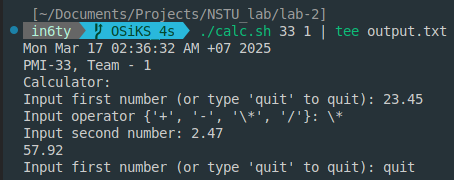 [~/Documents/Projects/NSTU_lab/lab-2]
in6ty OSiKS 4s ./calc.sh 33 1 | tee output.txt
Mon Mar 17 02:36:32 AM +07 2025
PMI-33, Team - 1
Calculator:
Input first number (or type 'quit' to quit): 23.45
Input operator {'+', '-', '\*', '/'}: \*
Input second number: 2.47
57.92
Input first number (or type 'quit' to quit): quit